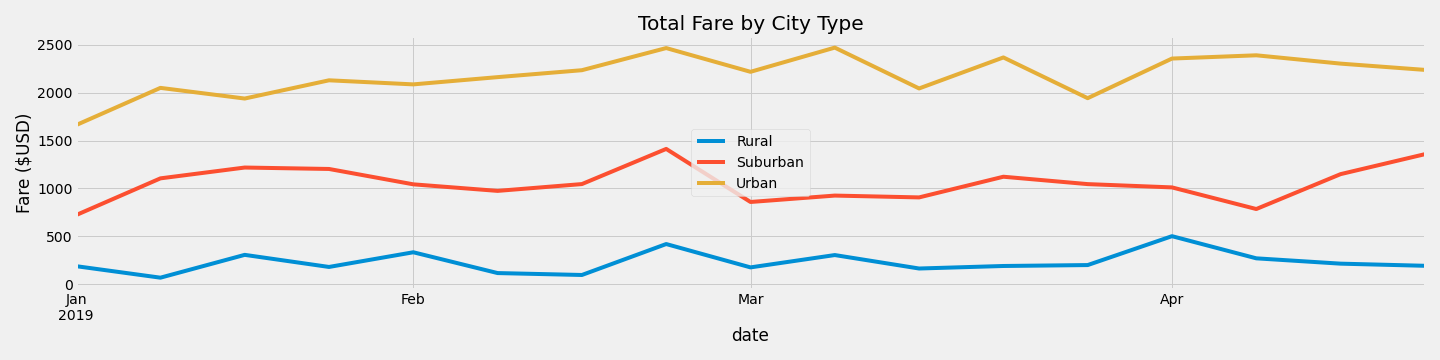 Total Fare by City Type
Fare ($USD)
2500
2000
1500
1000
500
0
Rural
Suburban
Urban
Jan
2019
Feb
Mar
Apr
date